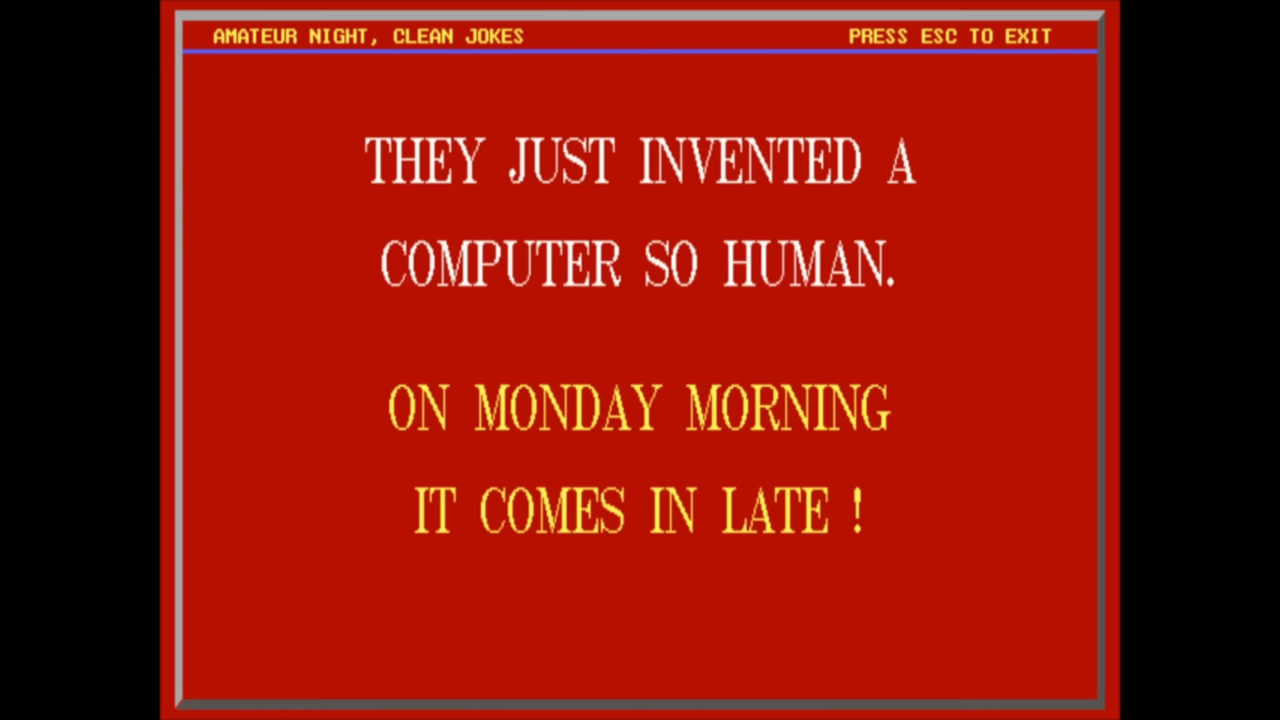 AMATEUR NIGHT, CLEAN JOKES PRESS ESC TO EXIT
THEY JUST INVENTED A
COMPUTER SO HUMAN.
ON MONDAY MORNING
IT COMES IN LATE !